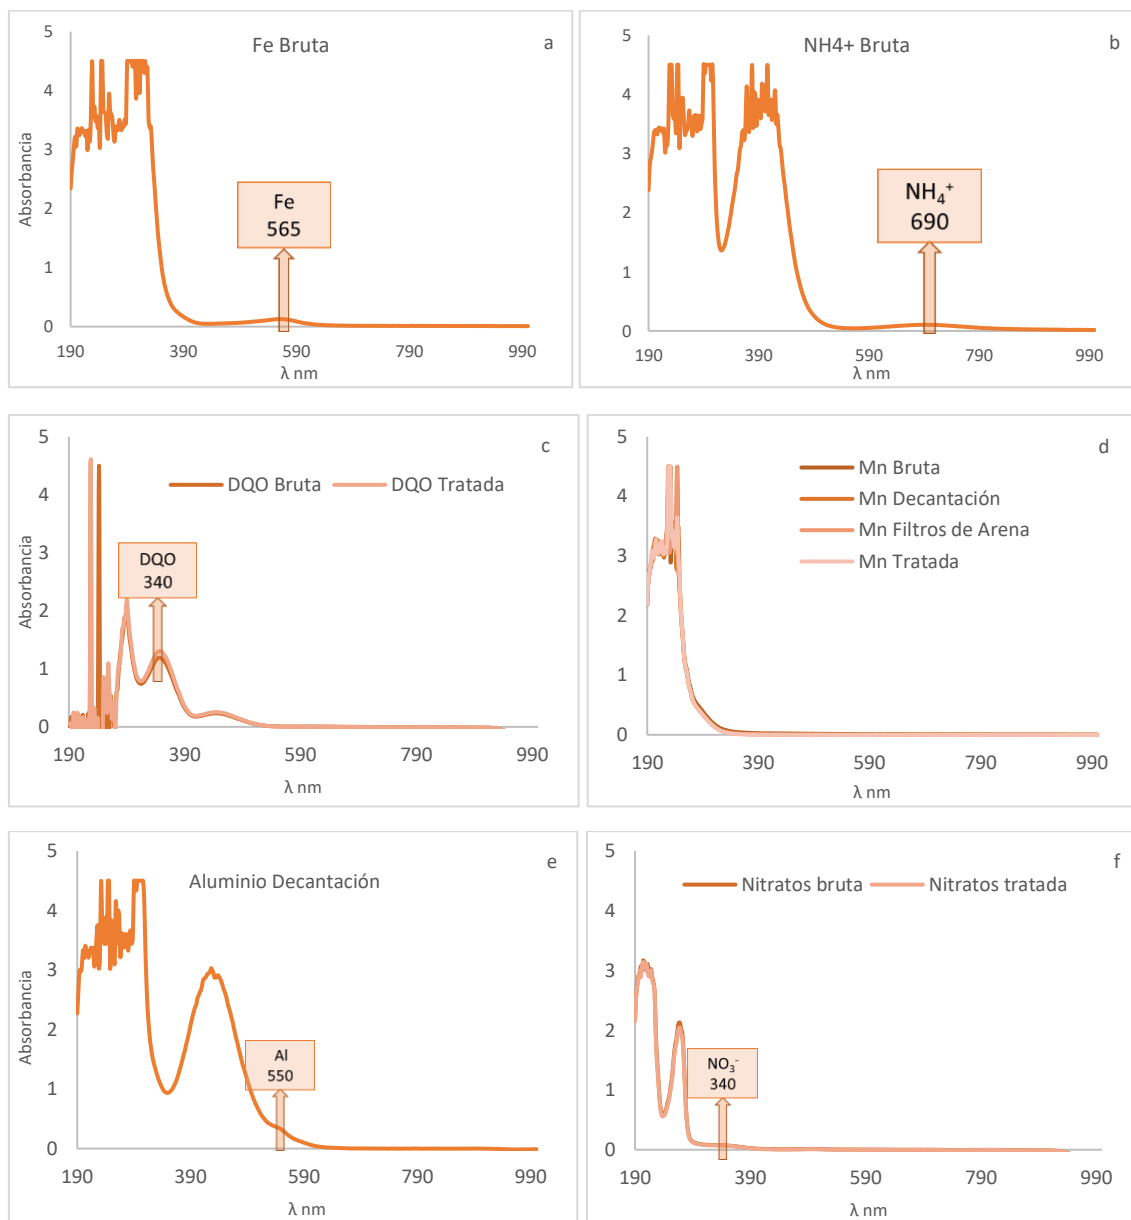 Fe Bruta
a
5
4
3
2
1
0
Absorbancia
Fe
565
190
390
590
790
990
λ nm
NH4+ Bruta
b
5
4
3
2
1
0
NH₄⁺
690
190
390
590
790
990
λ nm
c
5
4
3
2
1
0
Absorbancia
DQO Bruta
DQO Tratada
DQO
340
190
390
590
790
990
λ nm
d
5
4
3
2
1
0
Mn Bruta
Mn Decantación
Mn Filtros de Arena
Mn Tratada
190
390
590
790
990
λ nm
e
Aluminio Decantación
5
4
3
2
1
0
Absorbancia
Al
550
190
390
590
790
990
λ nm
f
5
4
3
2
1
0
Nitratos bruta
Nitratos tratada
NO₃⁻
340
190
390
590
790
990
λ nm